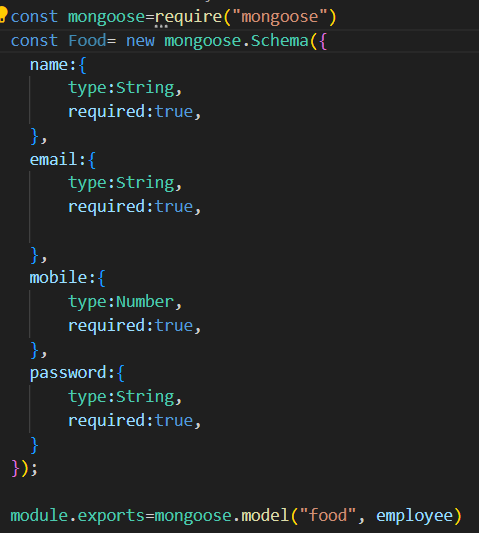 const mongoose=require("mongoose")
const Food= new mongoose.Schema({
  name:{
      type:String,
      required:true,
  },
  email:{
      type:String,
      required:true,

  },
  mobile:{
      type:Number,
      required:true,
  },
  password:{
      type:String,
      required:true,
  }
});

module.exports=mongoose.model("food", employee)